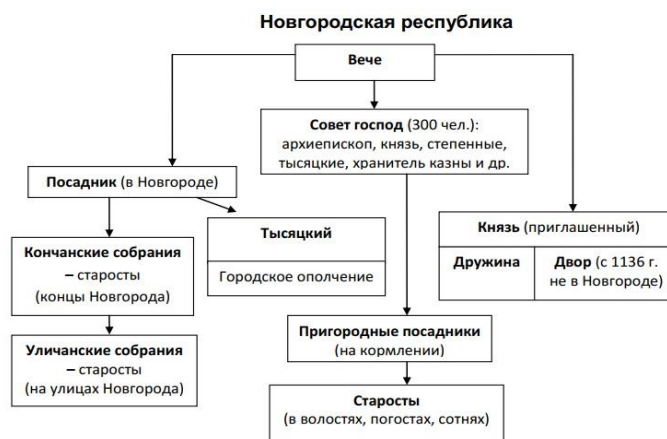 Новгородская республика
Вече
Совет господ (300 чел.):
архиепископ, князь, степенные,
тысяцкие, хранитель казны и др.
Посадник (в Новгороде)
Тысяцкий
Городское ополчение
Князь (приглашенный)
Дружина
Двор (с 1136 г.
не в Новгороде)
Кончанские собрания
– старосты
(концы Новгорода)
Уличанские собрания
– старосты
(на улицах Новгорода)
Пригородные посадники
(на кормлении)
Старосты
(в волостях, погостах, сотнях)